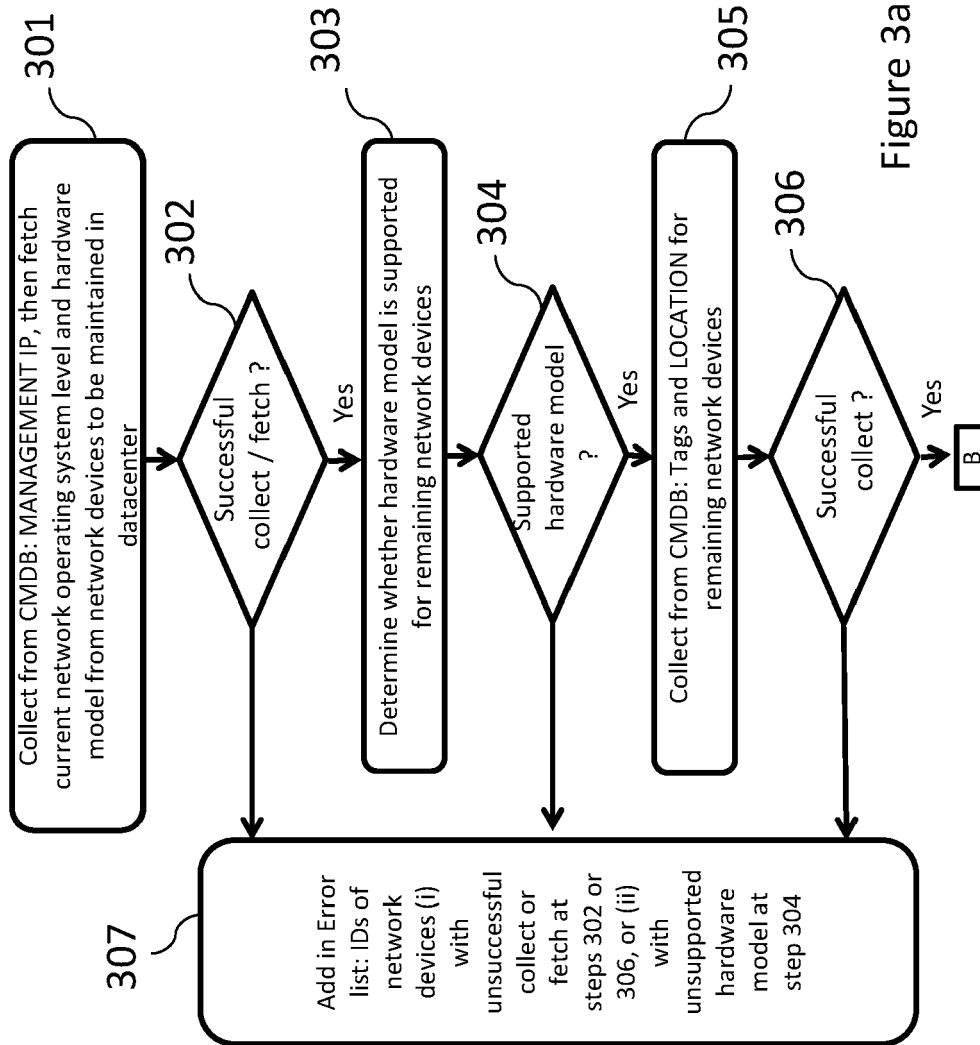 301
Collect from CMDB: MANAGEMENT IP, then fetch
current network operating system level and hardware
model from network devices to be maintained in
datacenter
302
Successful
collect / fetch ?
Yes
303
Determine whether hardware model is supported
for remaining network devices
304
Supported
hardware model
?
Yes
305
Collect from CMDB: Tags and LOCATION for
remaining network devices
306
Successful
collect ?
Yes
B
307
Add in Error
list: IDs of
network
devices (i)
with
unsuccessful
collect or
fetch at
steps 302 or
306, or (ii)
with
unsupported
hardware
model at
step 304
Figure 3a